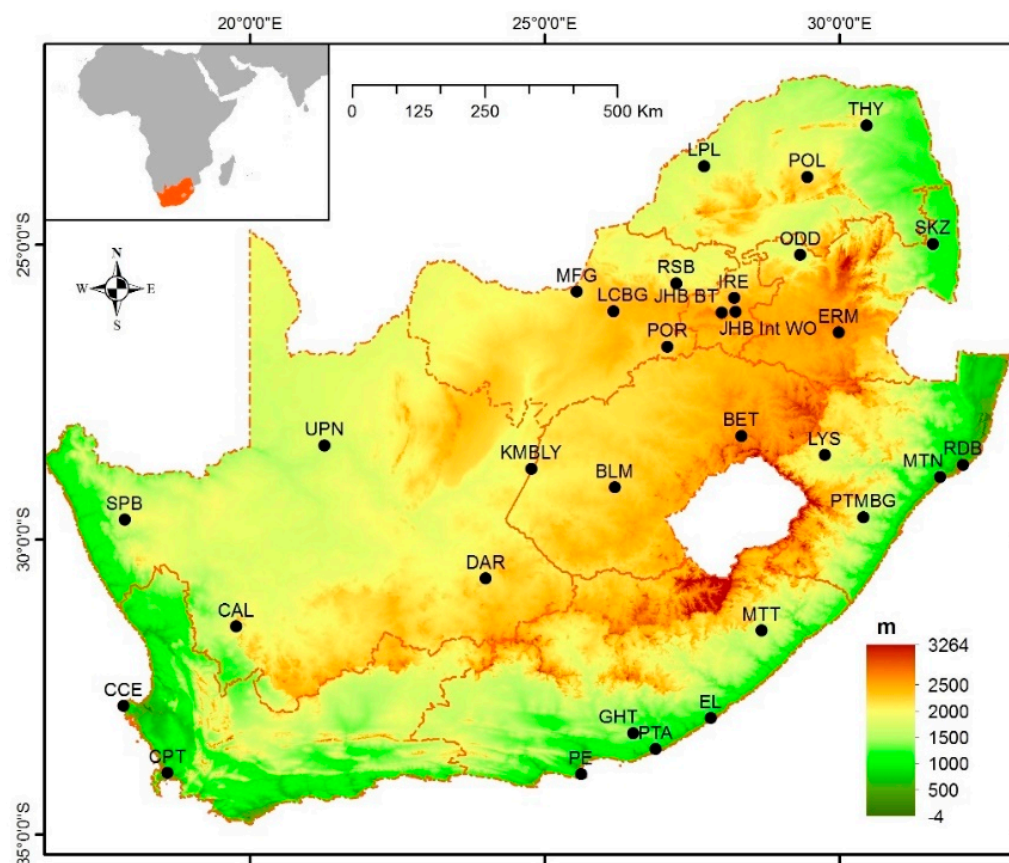 20°0'0"E 25°0'0"E 30°0'0"E
0 125 250 500 Km
THY
LPL
POL
25°0'0"S
SKZ
ODD
N
W E
S
MFG
RSB
IRE
LCBG
JHB BT
JHB Int WO
ERM
POR
UPN
BET
KMBLY
LYS
BLM
RDB
MTN
SPB
PTMBG
30°0'0"S
DAR
CAL
MTT
m
3264
2500
2000
1500
1000
500
-4
CCE
EL
GHT
PTA
CPT
PE
35°0'0"S